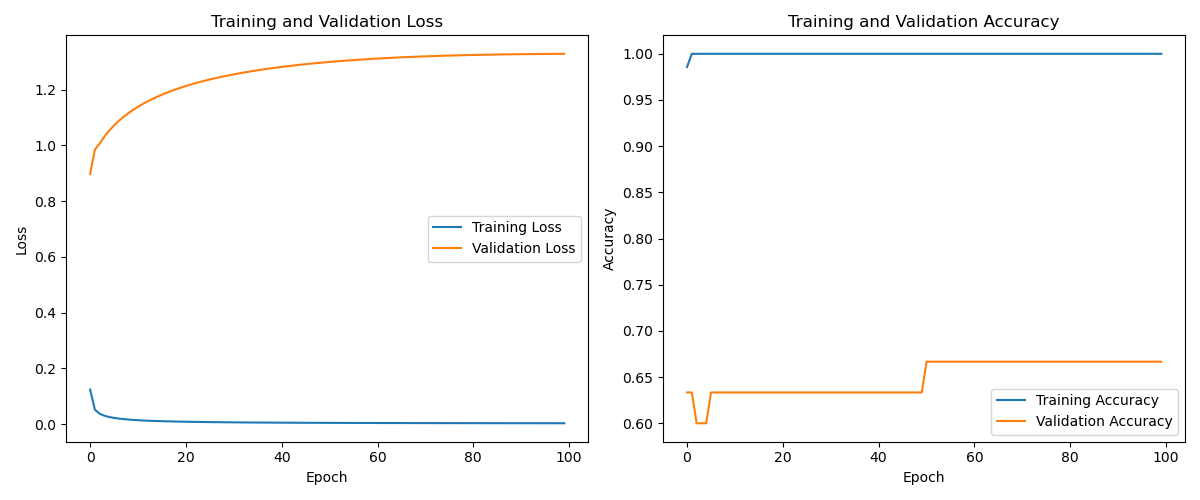 Training and Validation Loss
Loss
1.2
1.0
0.8
0.6
0.4
0.2
0.0
Training Loss
Validation Loss
0 20 40 60 80 100
Epoch
Training and Validation Accuracy
Accuracy
1.00
0.95
0.90
0.85
0.80
0.75
0.70
0.65
0.60
Training Accuracy
Validation Accuracy
0 20 40 60 80 100
Epoch